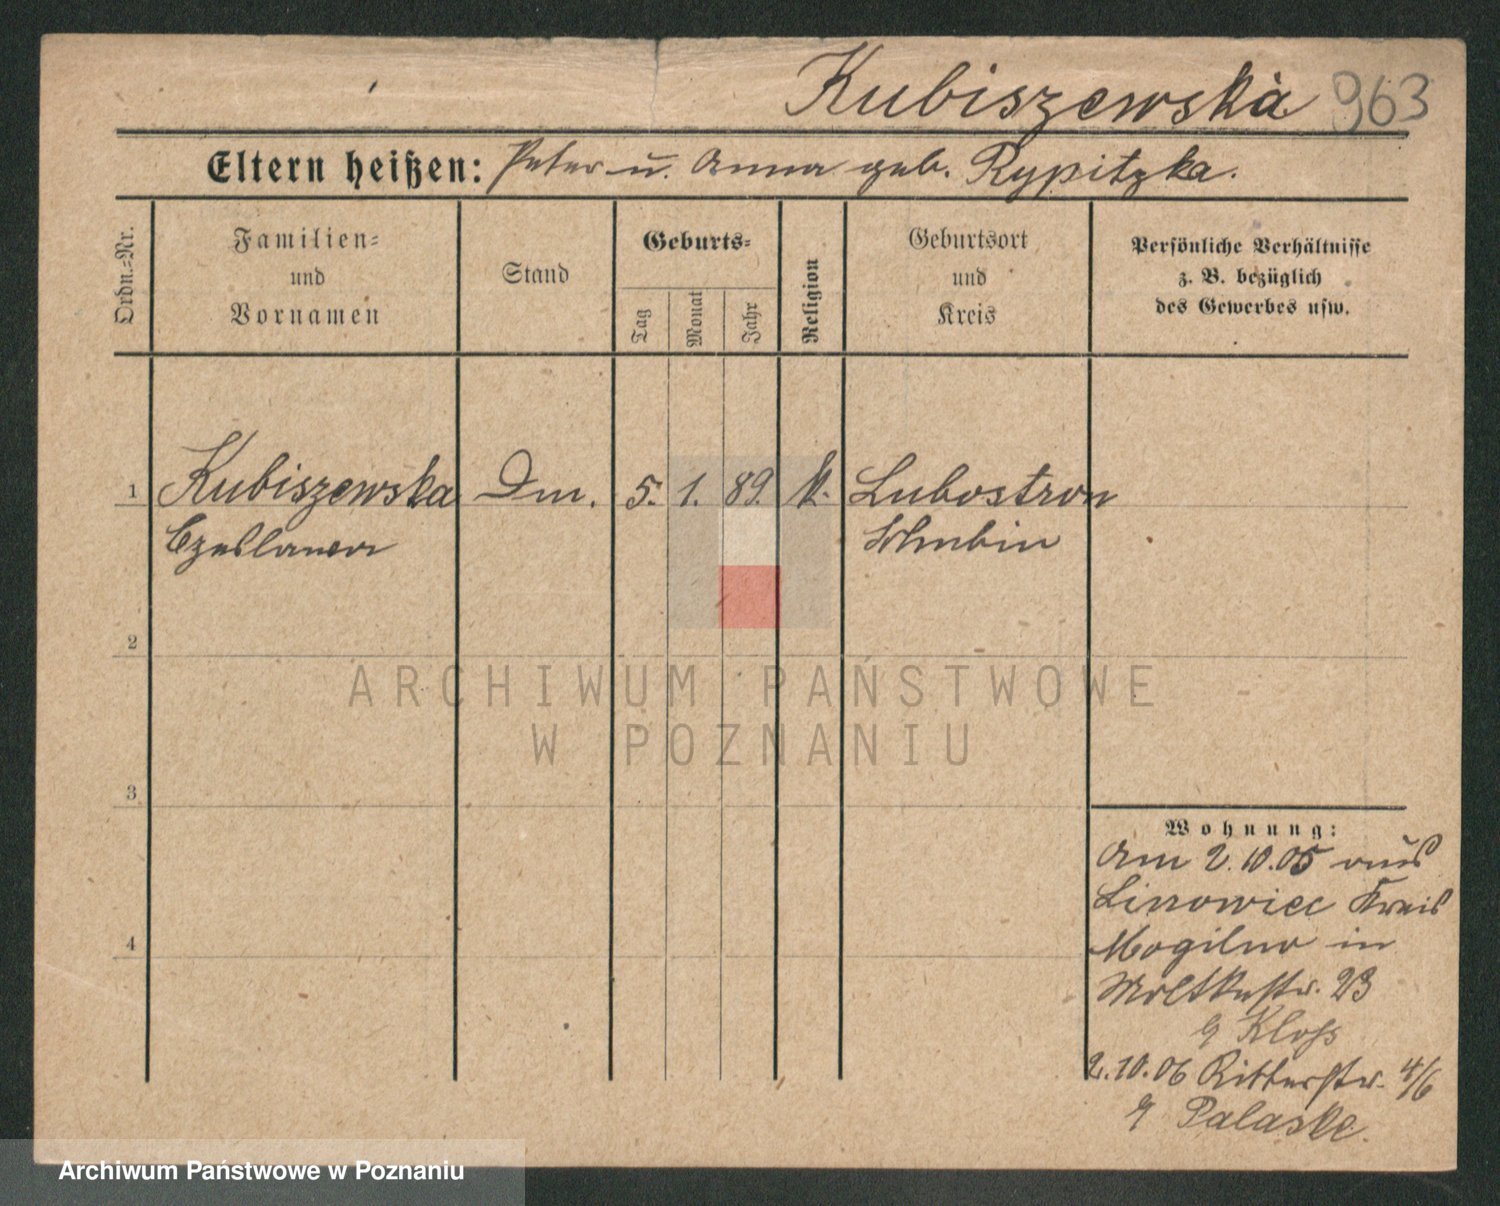 Kubiszewska 963
Eltern heißen: Peter u. Anna geb. Rypitzka.
Ordn.-Nr.
Familien-
und
Vornamen
Stand
Geburts-
Tag
Monat
Jahr
Religion
Geburtsort
und
Kreis
Persönliche Verhältnisse
z. B. bezüglich
des Gewerbes usw.
1 Kubiszewska Dm. 5. 1. 89. k. Lubostron
Czeslawa Schubin
2
3
4
ARCHIWUM PAŃSTWOWE
W POZNANIU
Wohnung:
Am 2.10.05 aus
Linowiec Kreis
Mogilno in
Moltkestr. 23
Kloss
2.10.06 Ritterstr. 4/6
Palaske.
Archiwum Państwowe w Poznaniu